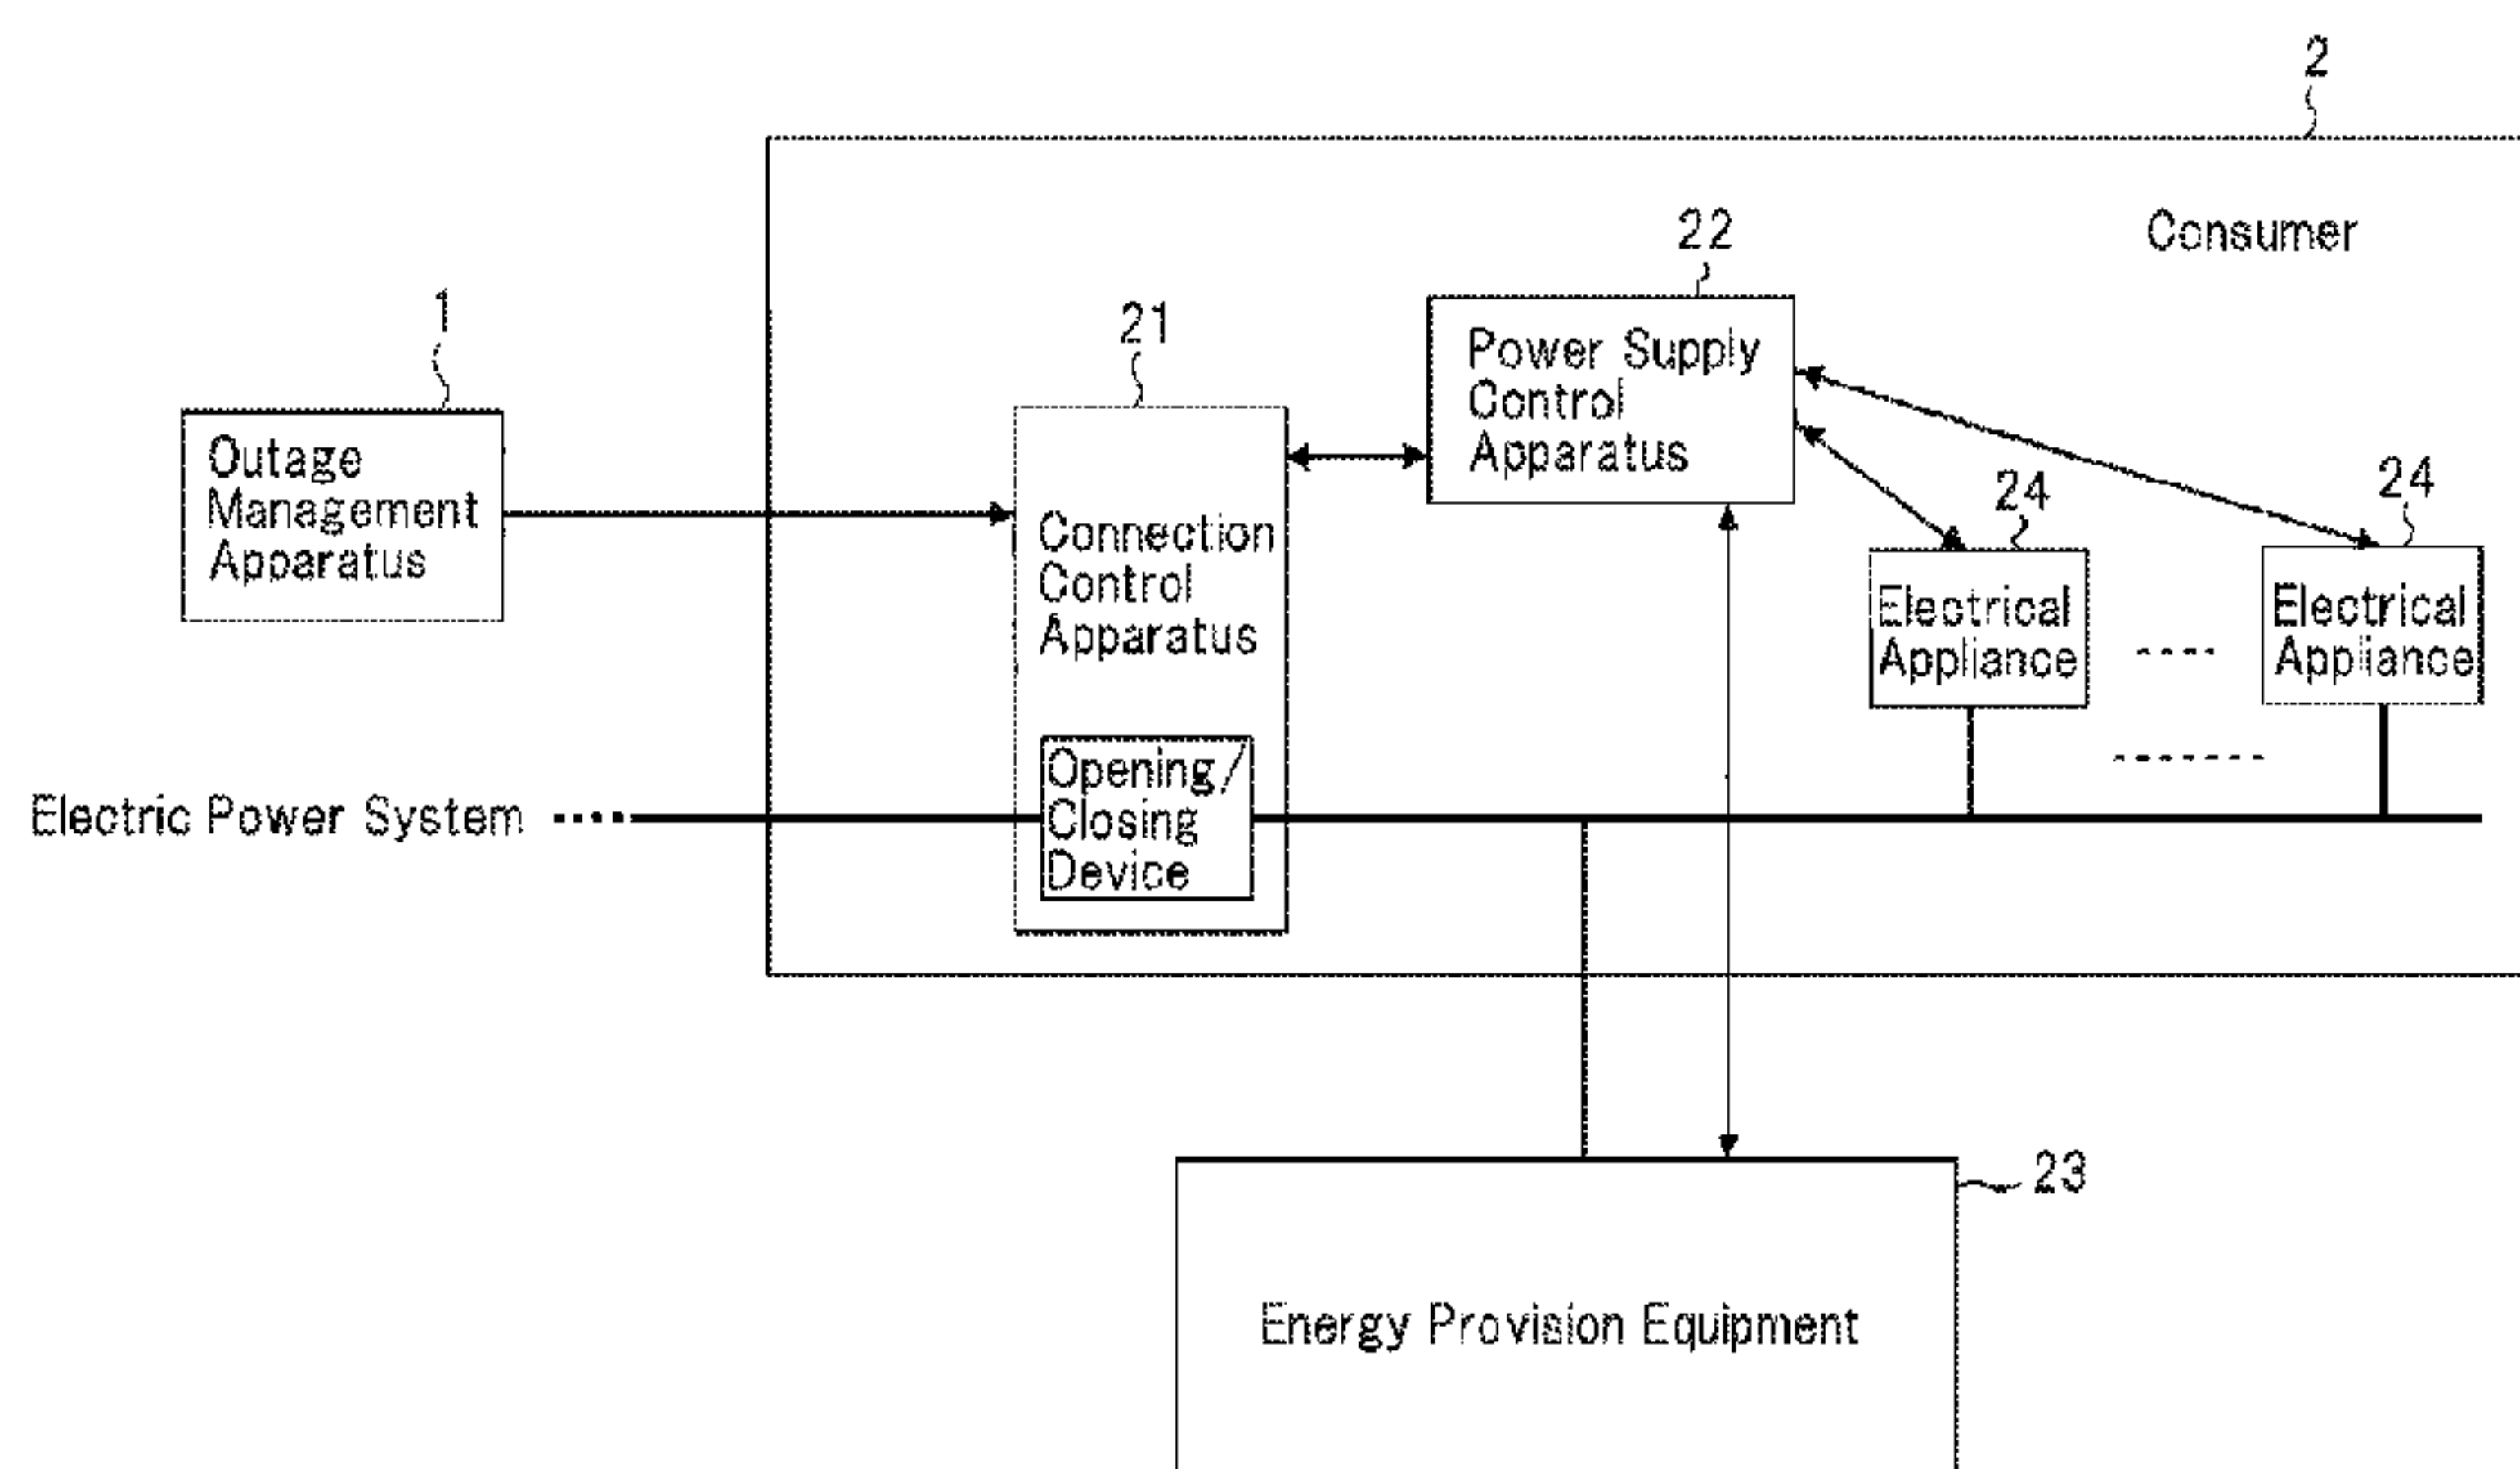 2
Consumer
22
Power Supply
Control
Apparatus
1
21
Outage
Management
Apparatus
Connection
Control
Apparatus
24
24
Electrical
Appliance
Electrical
Appliance
Opening/
Closing
Device
Electric Power System
23
Energy Provision Equipment